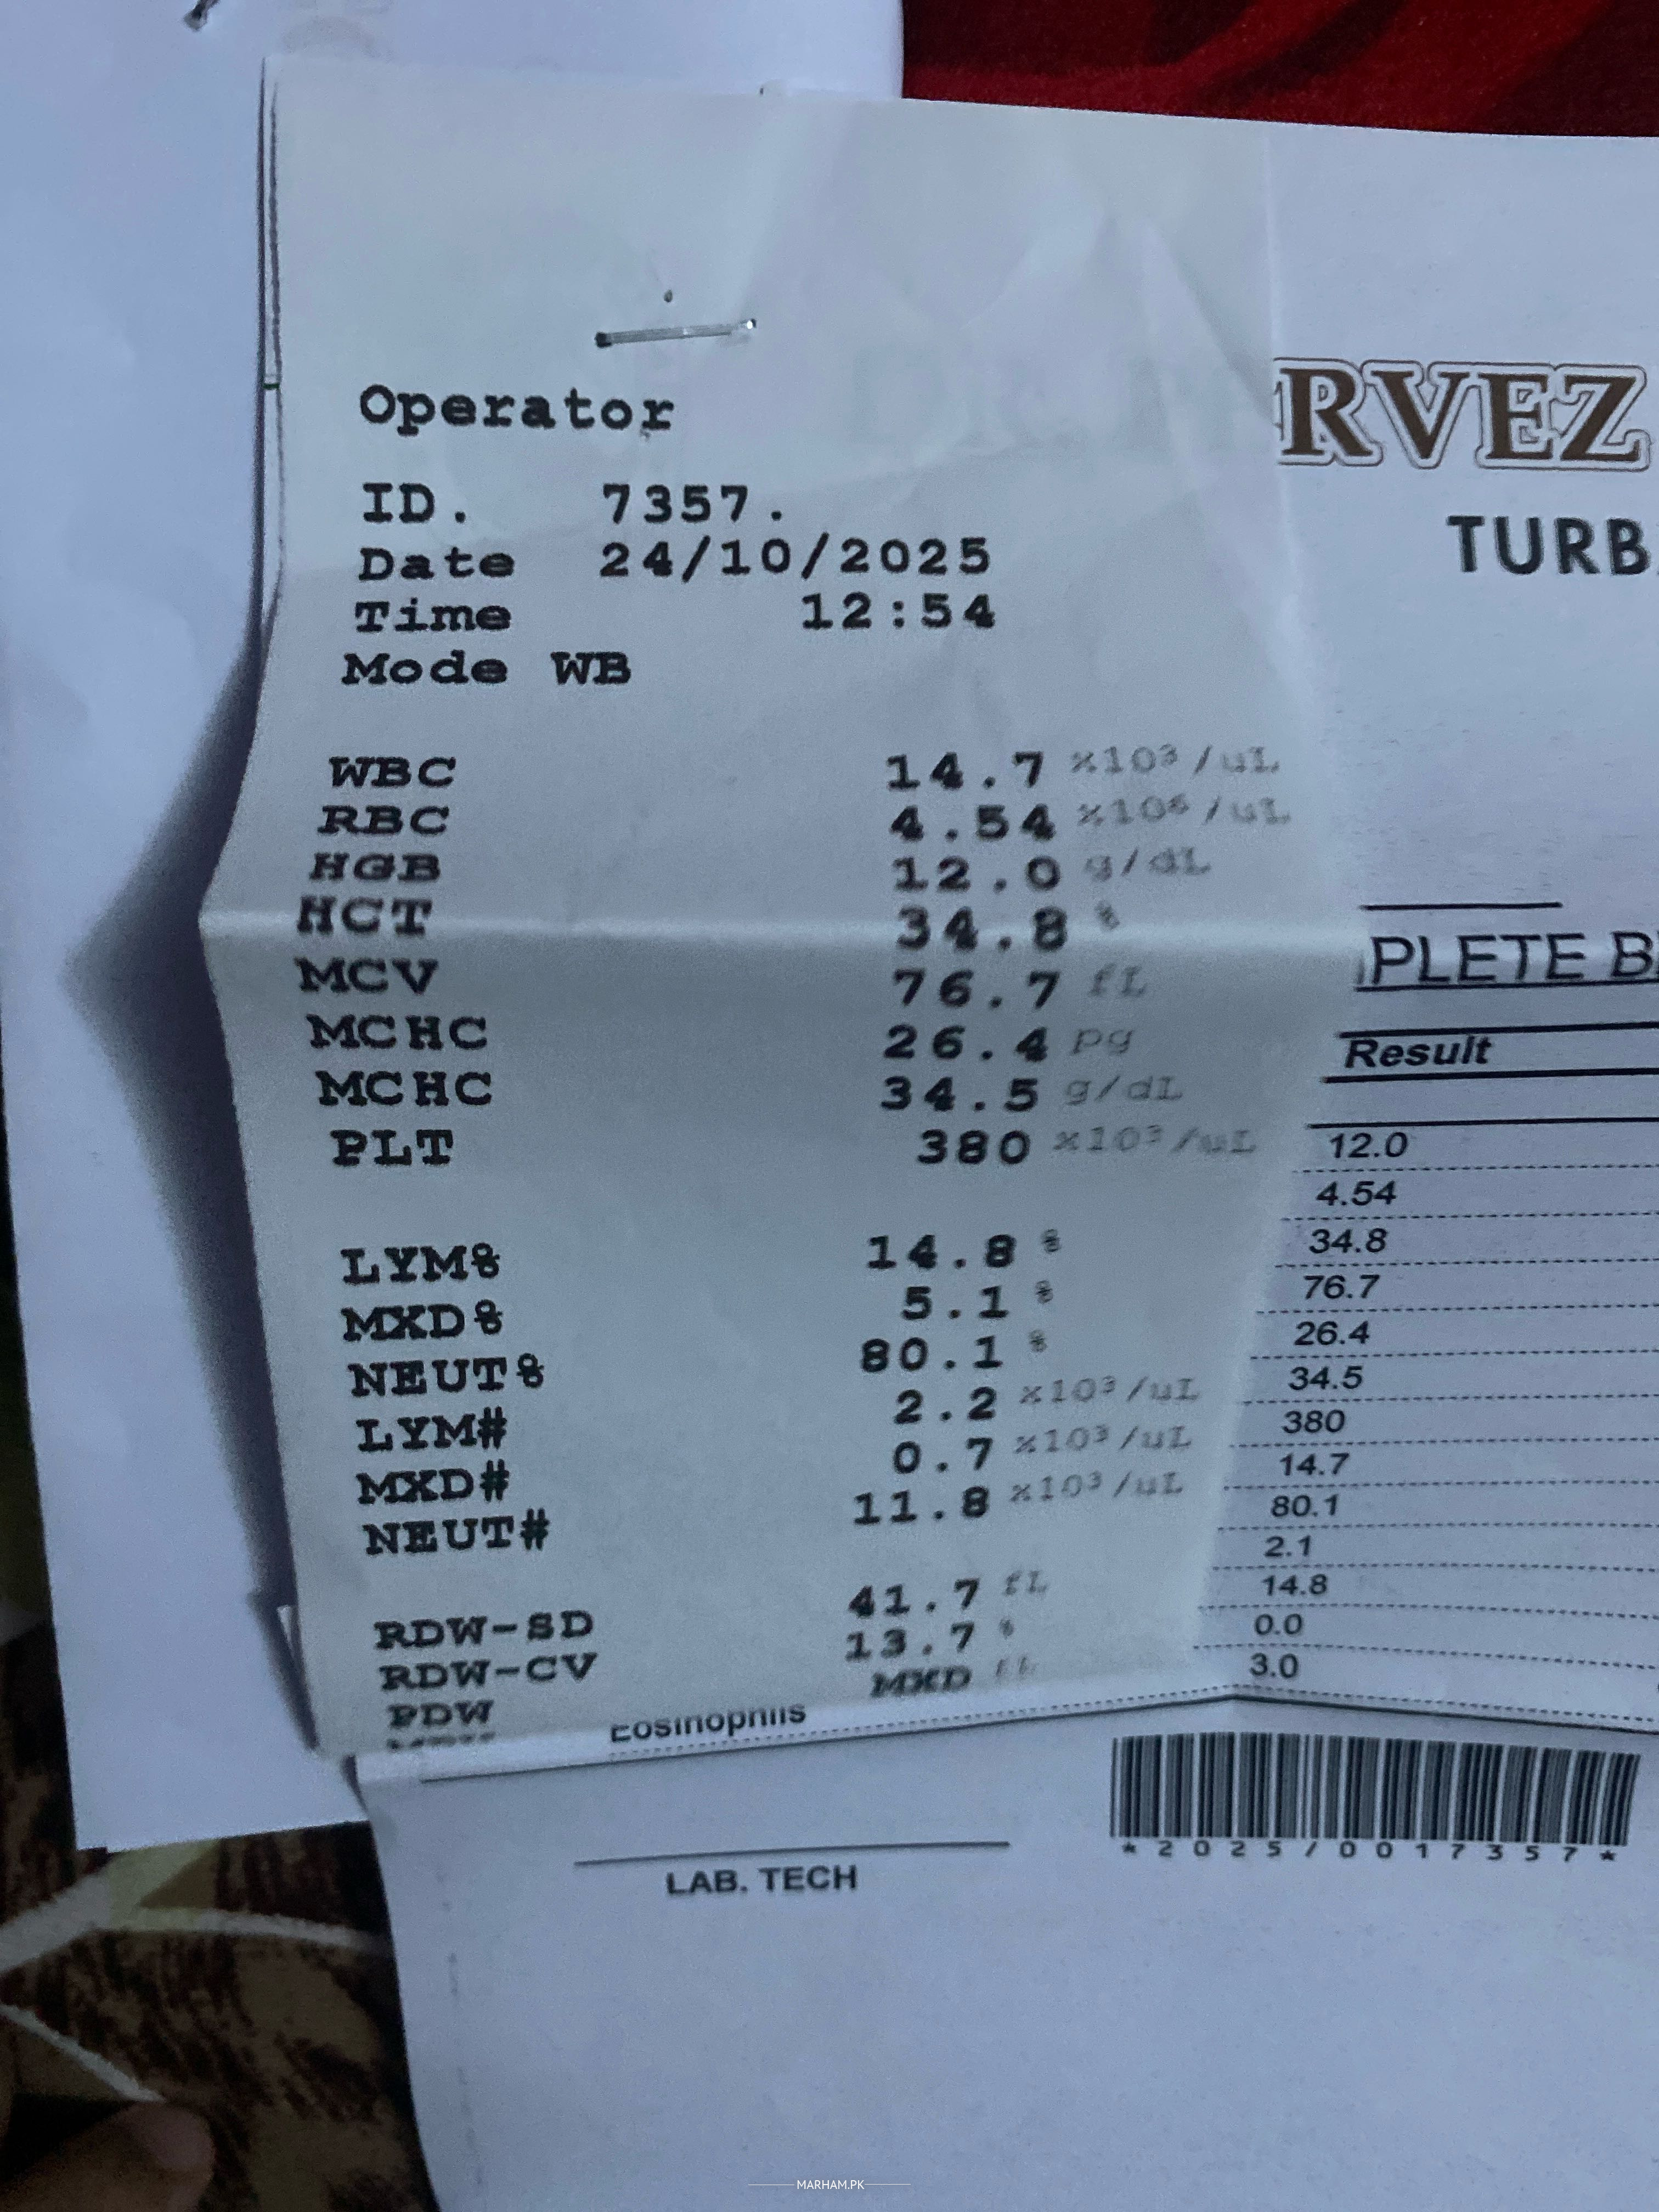 Operator
ID. 7357.
Date 24/10/2025
Time 12:54
Mode WB
WBC 14.7 x10³/uL
RBC 4.54 x10⁶/uL
HGB 12.0 g/dL
HCT 34.8 %
MCV 76.7 fL
MCHC 26.4 pg
MCHC 34.5 g/dL
PLT 380 x10³/uL
LYM% 14.8 %
MXD% 5.1 %
NEUT% 80.1 %
LYM# 2.2 x10³/uL
MXD# 0.7 x10³/uL
NEUT# 11.8 x10³/uL
RDW-SD 41.7 fL
RDW-CV 13.7 %
PDW MXD fL
Eosinophils
RVEZ
TURB
PLETE B
Result
12.0
4.54
34.8
76.7
26.4
34.5
380
14.7
80.1
2.1
14.8
0.0
3.0
*2025/0017357*
LAB. TECH
MARHAM.PK